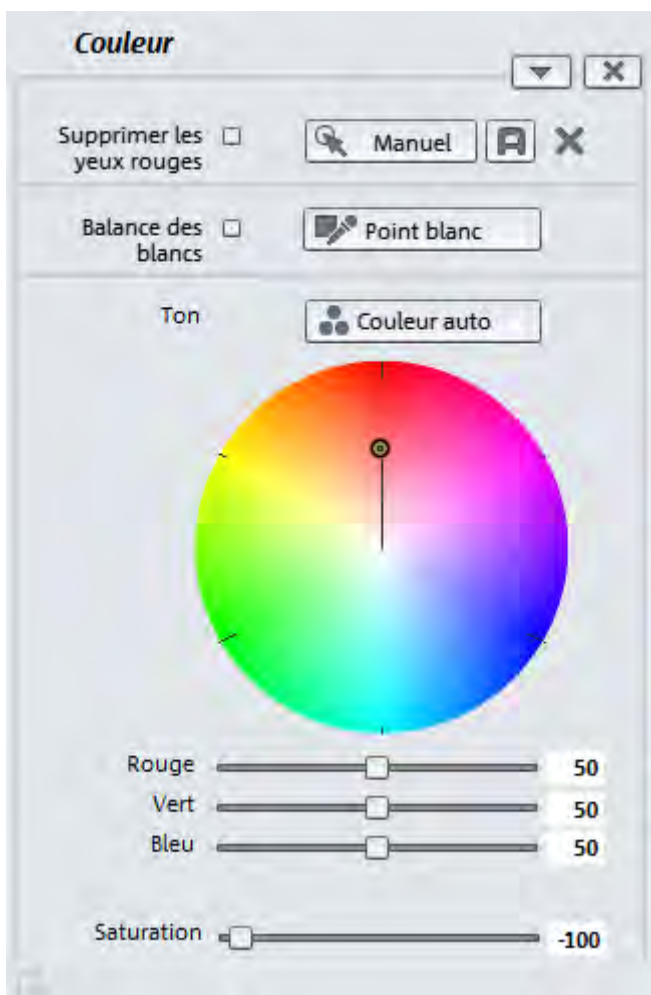 Couleur
Supprimer les
yeux rouges
Manuel
A
Balance des
blancs
Point blanc
Ton
Couleur auto
Rouge
50
Vert
50
Bleu
50
Saturation
-100